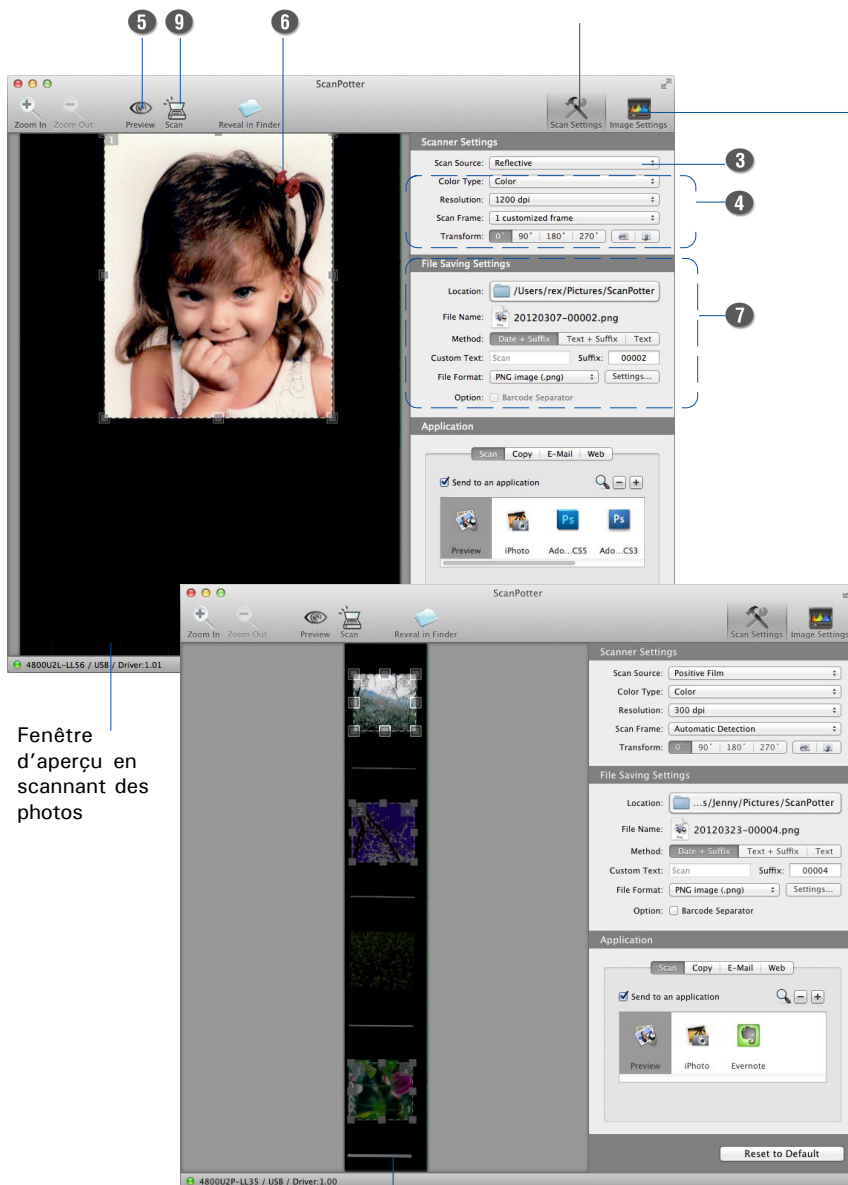 5 9 6
ScanPotter
Zoom In Zoom Out Preview Scan Reveal in Finder Scan Settings Image Settings
1
Scanner Settings
Scan Source: Reflective
3
Color Type: Color
Resolution: 1200 dpi
4
Scan Frame: 1 customized frame
Transform: 0° 90° 180° 270°
File Saving Settings
Location: /Users/rex/Pictures/ScanPotter
File Name: 20120307-00002.png
7
Method: Date + Suffix Text + Suffix Text
Custom Text: Scan Suffix: 00002
File Format: PNG image (.png) Settings...
Option: Barcode Separator
Application
Scan Copy E-Mail Web
Send to an application
Preview iPhoto Ado...CS5 Ado...CS3
4800U2L-LL56 / USB / Driver:1.01
Fenêtre
d'aperçu en
scannant des
photos
ScanPotter
Zoom In Zoom Out Preview Scan Reveal in Finder Scan Settings Image Settings
Scanner Settings
Scan Source: Positive Film
Color Type: Color
Resolution: 300 dpi
Scan Frame: Automatic Detection
Transform: 0° 90° 180° 270°
File Saving Settings
Location: ...s/Jenny/Pictures/ScanPotter
File Name: 20120323-00004.png
Method: Date + Suffix Text + Suffix Text
Custom Text: Scan Suffix: 00004
File Format: PNG image (.png) Settings...
Option: Barcode Separator
Application
Scan Copy E-Mail Web
Send to an application
Preview iPhoto Evernote
Reset to Default
1 X
2 X
3 X
4800U2P-LL35 / USB / Driver:1.00